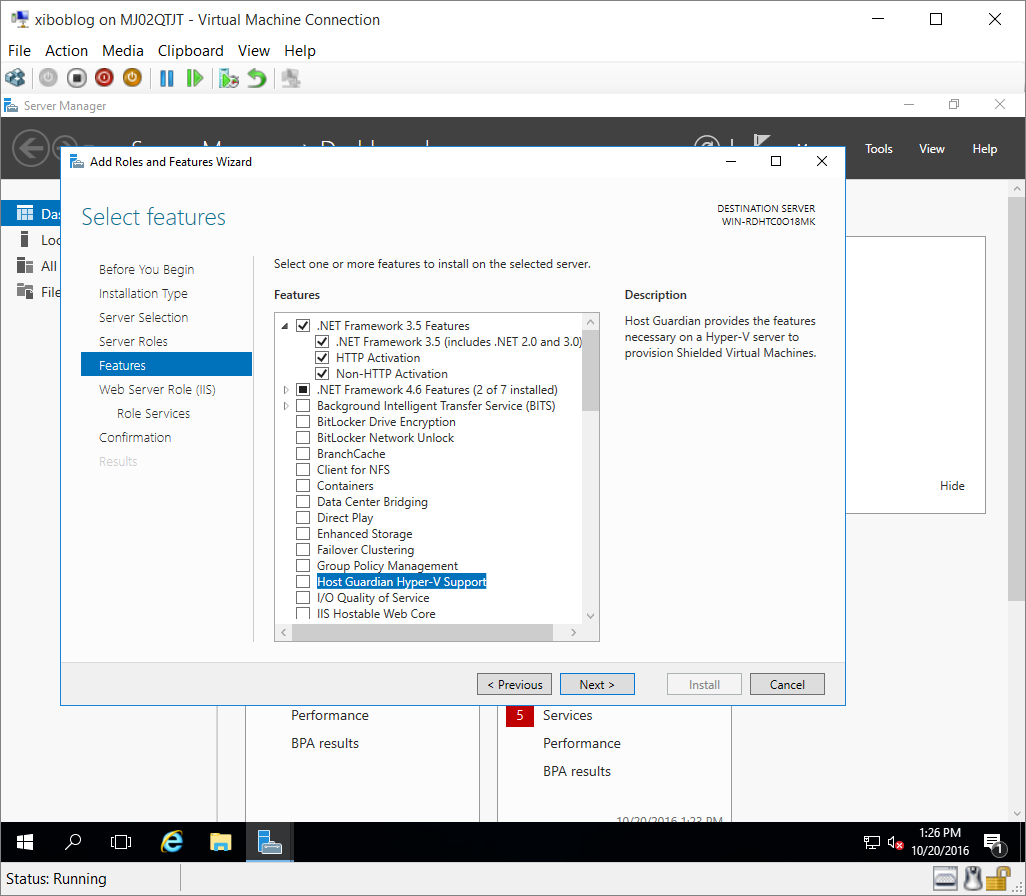 xiboblog on MJ02QTJT - Virtual Machine Connection
File Action Media Clipboard View Help
Server Manager
Tools View Help
Add Roles and Features Wizard
Select features
DESTINATION SERVER
WIN-RDHTC0O18MK
Before You Begin
Installation Type
Server Selection
Server Roles
Features
Web Server Role (IIS)
Role Services
Confirmation
Results
Select one or more features to install on the selected server.
Features
.NET Framework 3.5 Features
.NET Framework 3.5 (includes .NET 2.0 and 3.0)
HTTP Activation
Non-HTTP Activation
.NET Framework 4.6 Features (2 of 7 installed)
Background Intelligent Transfer Service (BITS)
BitLocker Drive Encryption
BitLocker Network Unlock
BranchCache
Client for NFS
Containers
Data Center Bridging
Direct Play
Enhanced Storage
Failover Clustering
Group Policy Management
Host Guardian Hyper-V Support
I/O Quality of Service
IIS Hostable Web Core
Description
Host Guardian provides the features
necessary on a Hyper-V server to
provision Shielded Virtual Machines.
< Previous Next > Install Cancel
Das
Loc
All
File
Hide
Performance
BPA results
5 Services
Performance
BPA results
10/20/2016 1:23 PM
1:26 PM
10/20/2016
1
Status: Running